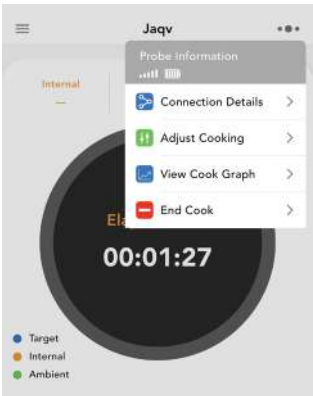 Jaqv
Probe Information
Internal
--
Connection Details
Adjust Cooking
View Cook Graph
End Cook
Ela
00:01:27
Target
Internal
Ambient